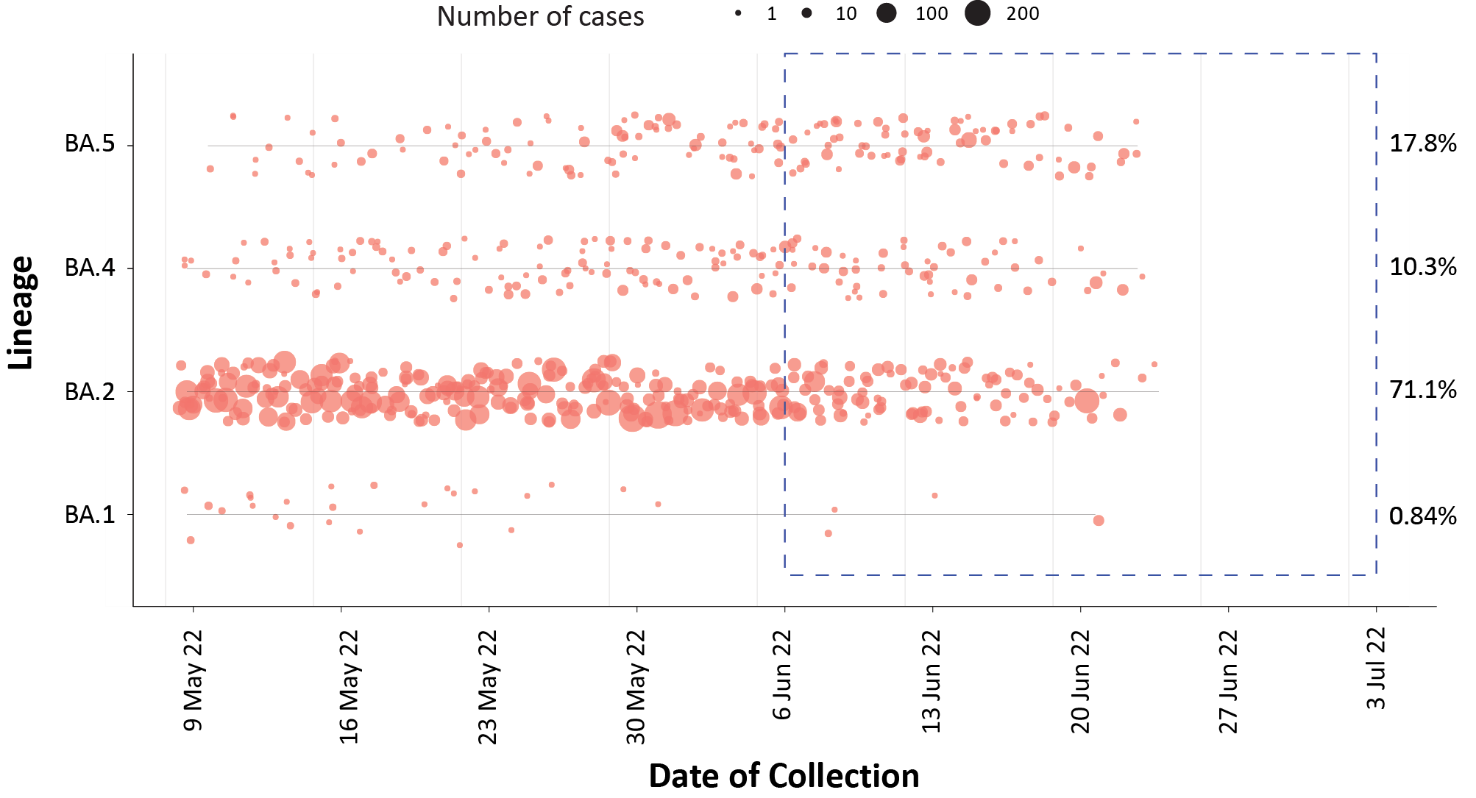 Number of cases 1 10 100 200
BA.5 17.8%
BA.4 10.3%
BA.2 71.1%
BA.1 0.84%
Lineage
9 May 22
16 May 22
23 May 22
30 May 22
6 Jun 22
13 Jun 22
20 Jun 22
27 Jun 22
3 Jul 22
Date of Collection